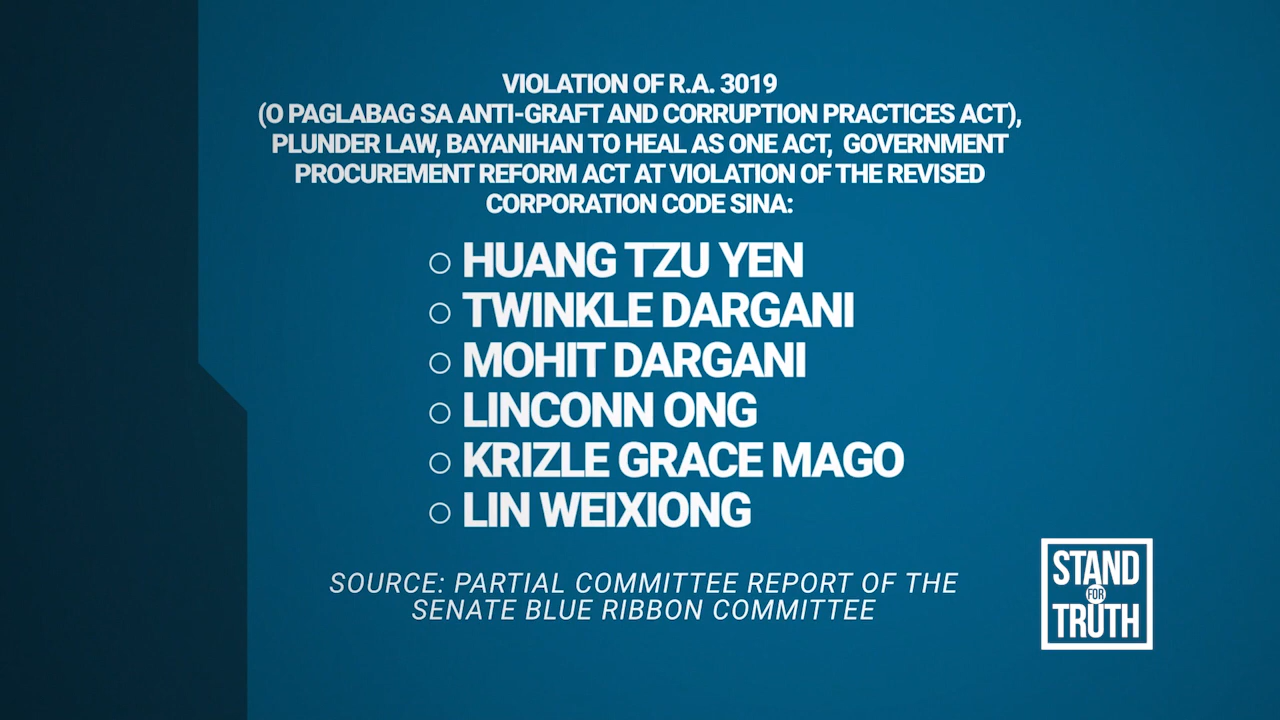 VIOLATION OF R.A. 3019
(O PAGLABAG SA ANTI-GRAFT AND CORRUPTION PRACTICES ACT),
PLUNDER LAW, BAYANIHAN TO HEAL AS ONE ACT, GOVERNMENT
PROCUREMENT REFORM ACT AT VIOLATION OF THE REVISED
CORPORATION CODE SINA:
○ HUANG TZU YEN
○ TWINKLE DARGANI
○ MOHIT DARGANI
○ LINCONN ONG
○ KRIZLE GRACE MAGO
○ LIN WEIXIONG
SOURCE: PARTIAL COMMITTEE REPORT OF THE
SENATE BLUE RIBBON COMMITTEE
STAND
FOR
TRUTH